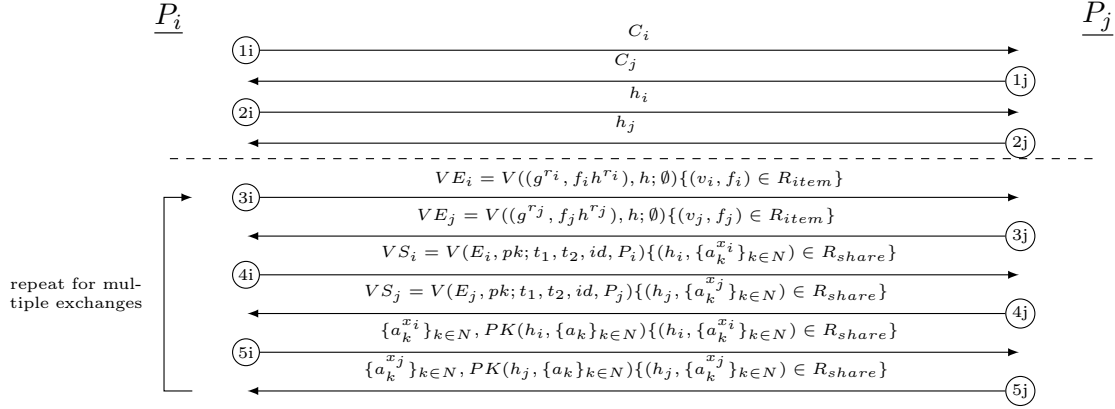 P_i P_j
1i C_i
C_j 1j
2i h_i
h_j 2j
VE_i = V((g^{r_i}, f_i h^{r_i}), h; ∅){(v_i, f_i) ∈ R_{item}}
3i
VE_j = V((g^{r_j}, f_j h^{r_j}), h; ∅){(v_j, f_j) ∈ R_{item}}
3j
VS_i = V(E_i, pk; t_1, t_2, id, P_i){(h_i, {a_k^{x_i}}_{k∈N}) ∈ R_{share}}
4i
repeat for mul-
tiple exchanges
VS_j = V(E_j, pk; t_1, t_2, id, P_j){(h_j, {a_k^{x_j}}_{k∈N}) ∈ R_{share}}
4j
{a_k^{x_i}}_{k∈N}, PK(h_i, {a_k}_{k∈N}){(h_i, {a_k^{x_i}}_{k∈N}) ∈ R_{share}}
5i
{a_k^{x_j}}_{k∈N}, PK(h_j, {a_k}_{k∈N}){(h_j, {a_k^{x_j}}_{k∈N}) ∈ R_{share}}
5j